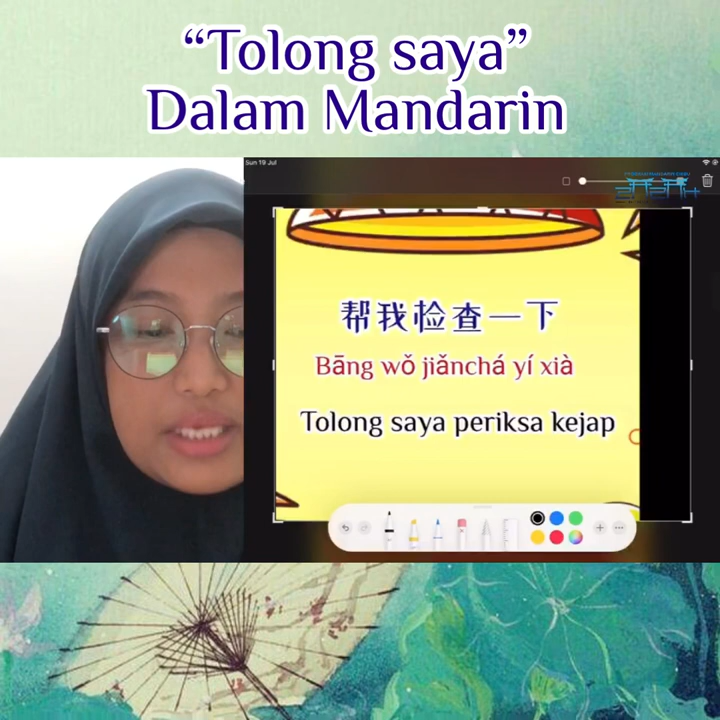 “Tolong saya”
Dalam Mandarin
Sun 19 Jul
帮我检查一下
Bāng wǒ jiǎnchá yí xià
Tolong saya periksa kejap